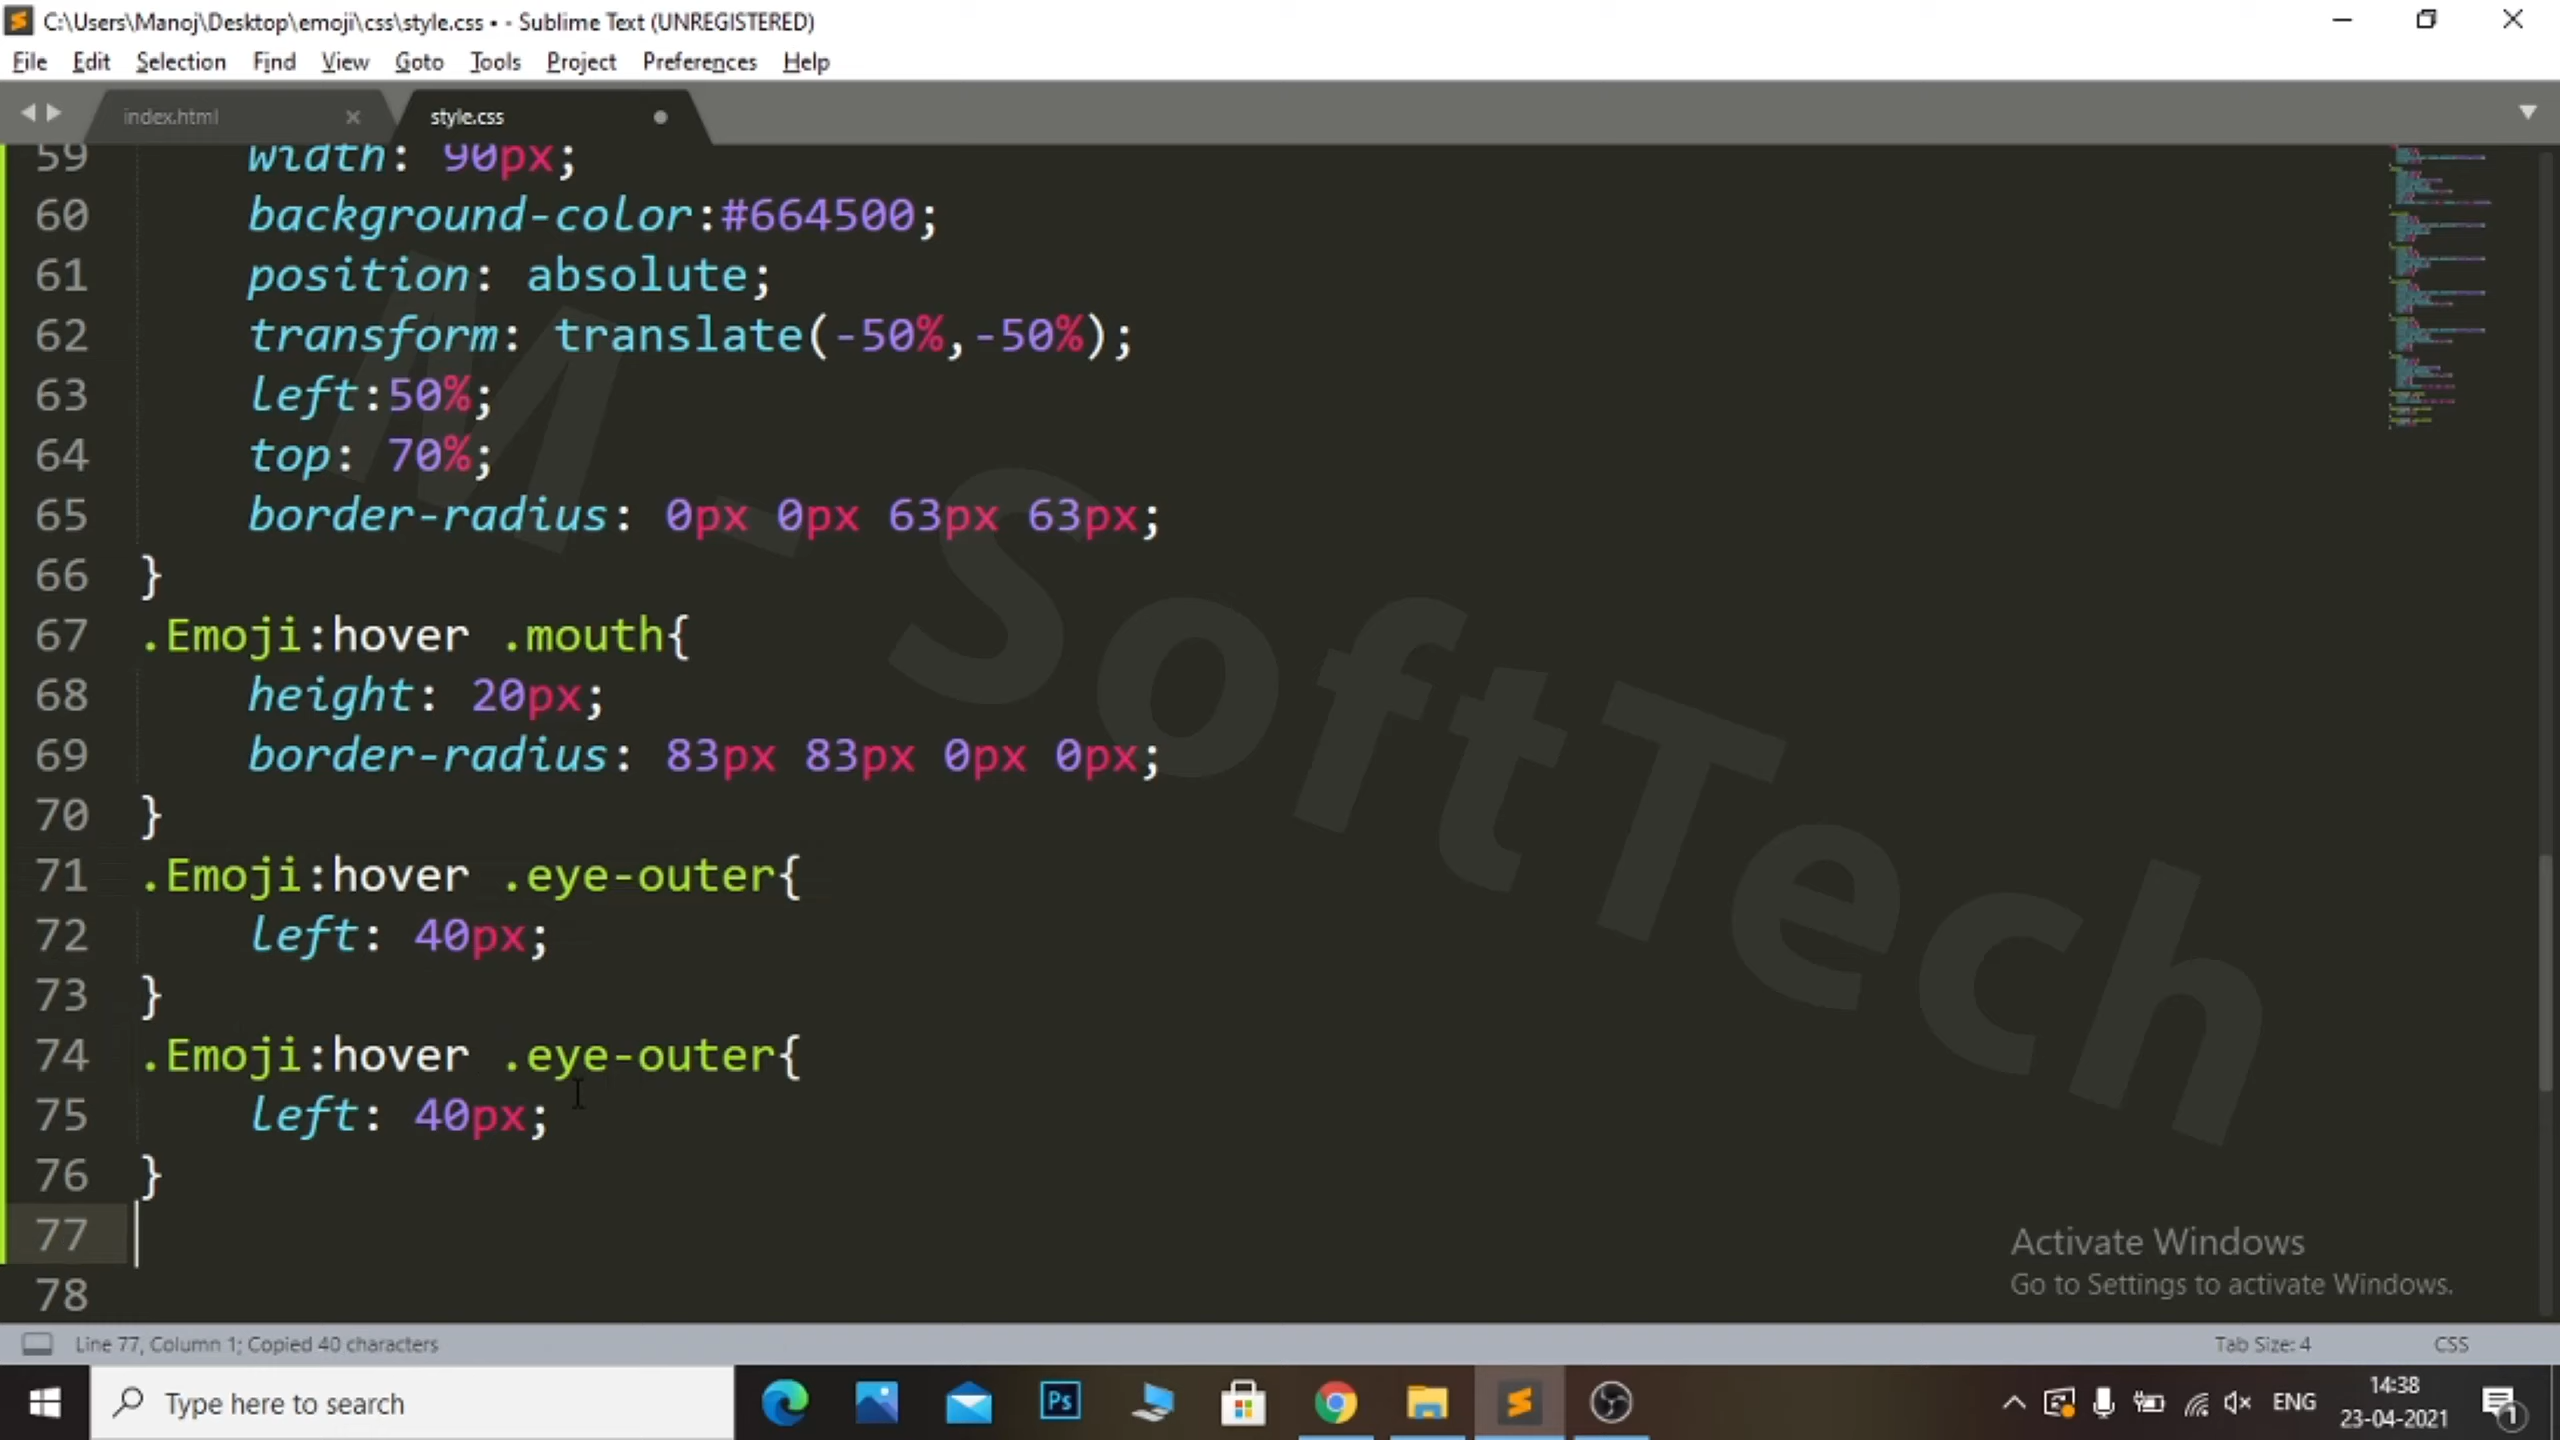 C:\Users\Manoj\Desktop\emoji\css\style.css • - Sublime Text (UNREGISTERED)
File Edit Selection Find View Goto Tools Project Preferences Help
index.html style.css
59 width: 90px;
60 background-color:#664500;
61 position: absolute;
62 transform: translate(-50%,-50%);
63 left:50%;
64 top: 70%;
65 border-radius: 0px 0px 63px 63px;
66 }
67 .Emoji:hover .mouth{
68 height: 20px;
69 border-radius: 83px 83px 0px 0px;
70 }
71 .Emoji:hover .eye-outer{
72 left: 40px;
73 }
74 .Emoji:hover .eye-outer{
75 left: 40px;
76 }
77
78
M - SoftTech
Activate Windows
Go to Settings to activate Windows.
Line 77, Column 1; Copied 40 characters Tab Size: 4 CSS
Type here to search Ps ENG 14:38
23-04-2021 1